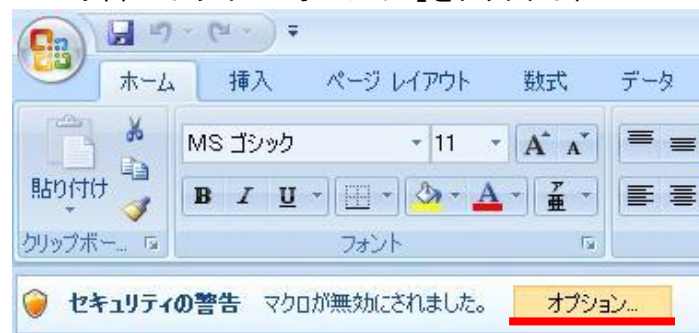 ホーム 挿入 ページ レイアウト 数式 データ
MS ゴシック 11 A A
貼り付け
B I U A ア亜
クリップボー... フォント
セキュリティの警告 マクロが無効にされました。 オプション...